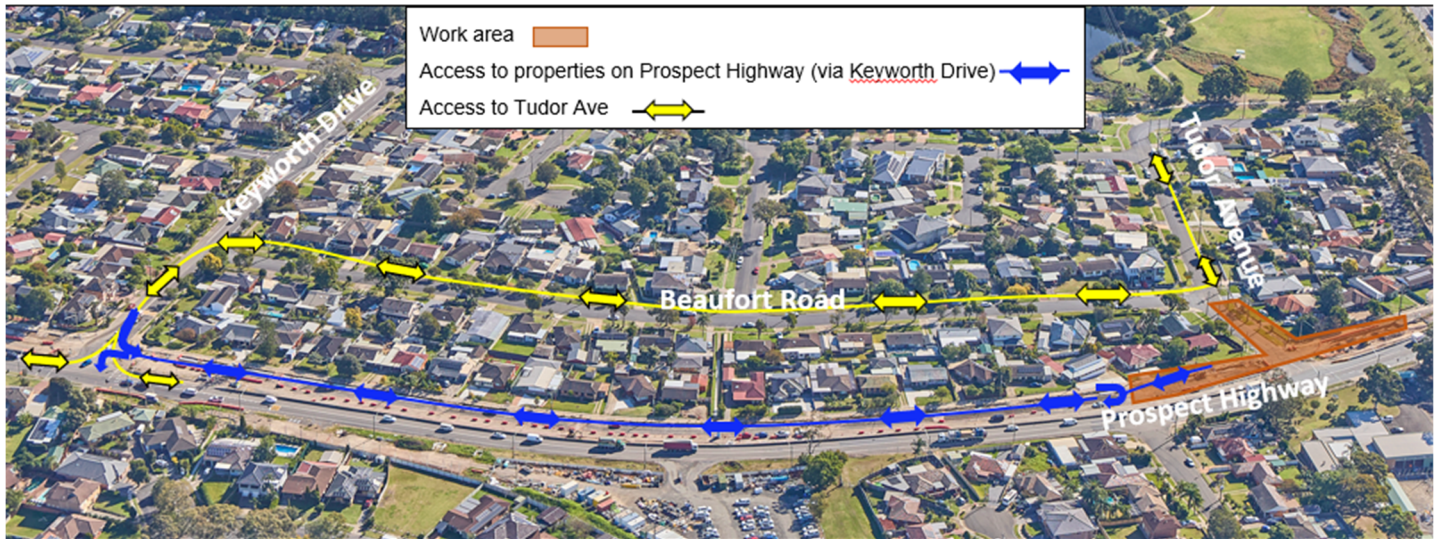 Work area
Access to properties on Prospect Highway (via Keyworth Drive)
Access to Tudor Ave
Keyworth Drive
Tudor Avenue
Beaufort Road
Prospect Highway